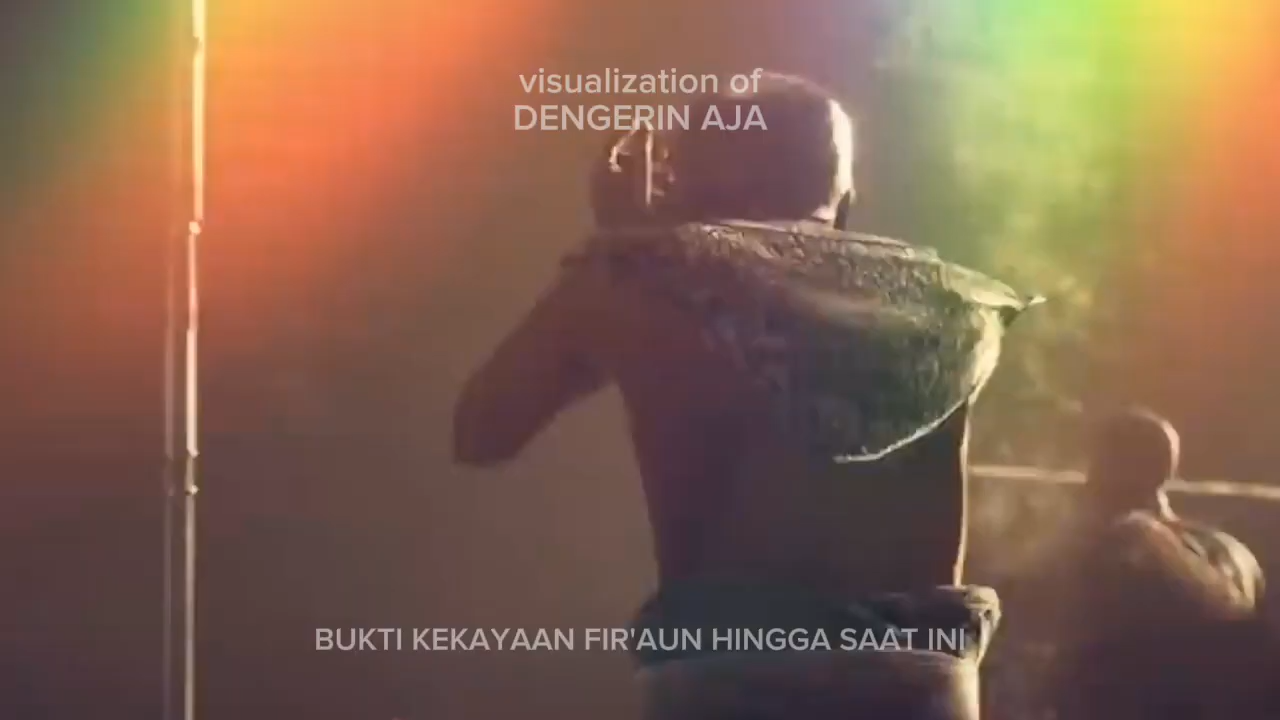 visualization of
DENGERIN AJA
BUKTI KEKAYAAN FIR'AUN HINGGA SAAT INI